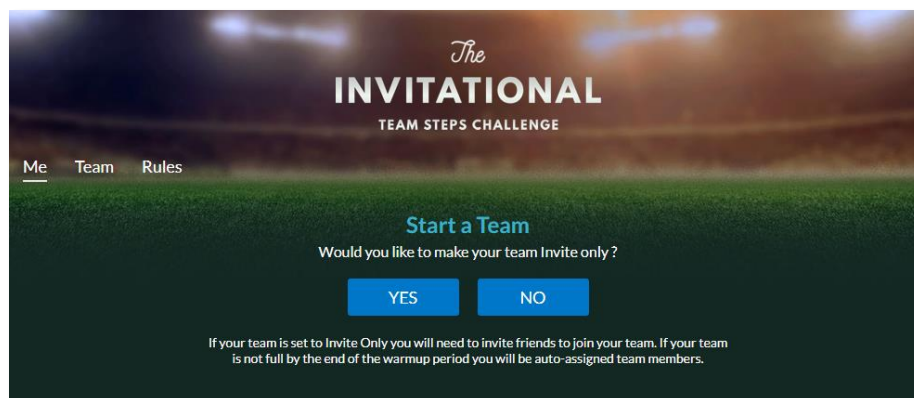 The
INVITATIONAL
TEAM STEPS CHALLENGE
Me Team Rules
Start a Team
Would you like to make your team Invite only ?
YES NO
If your team is set to Invite Only you will need to invite friends to join your team. If your team
is not full by the end of the warmup period you will be auto-assigned team members.